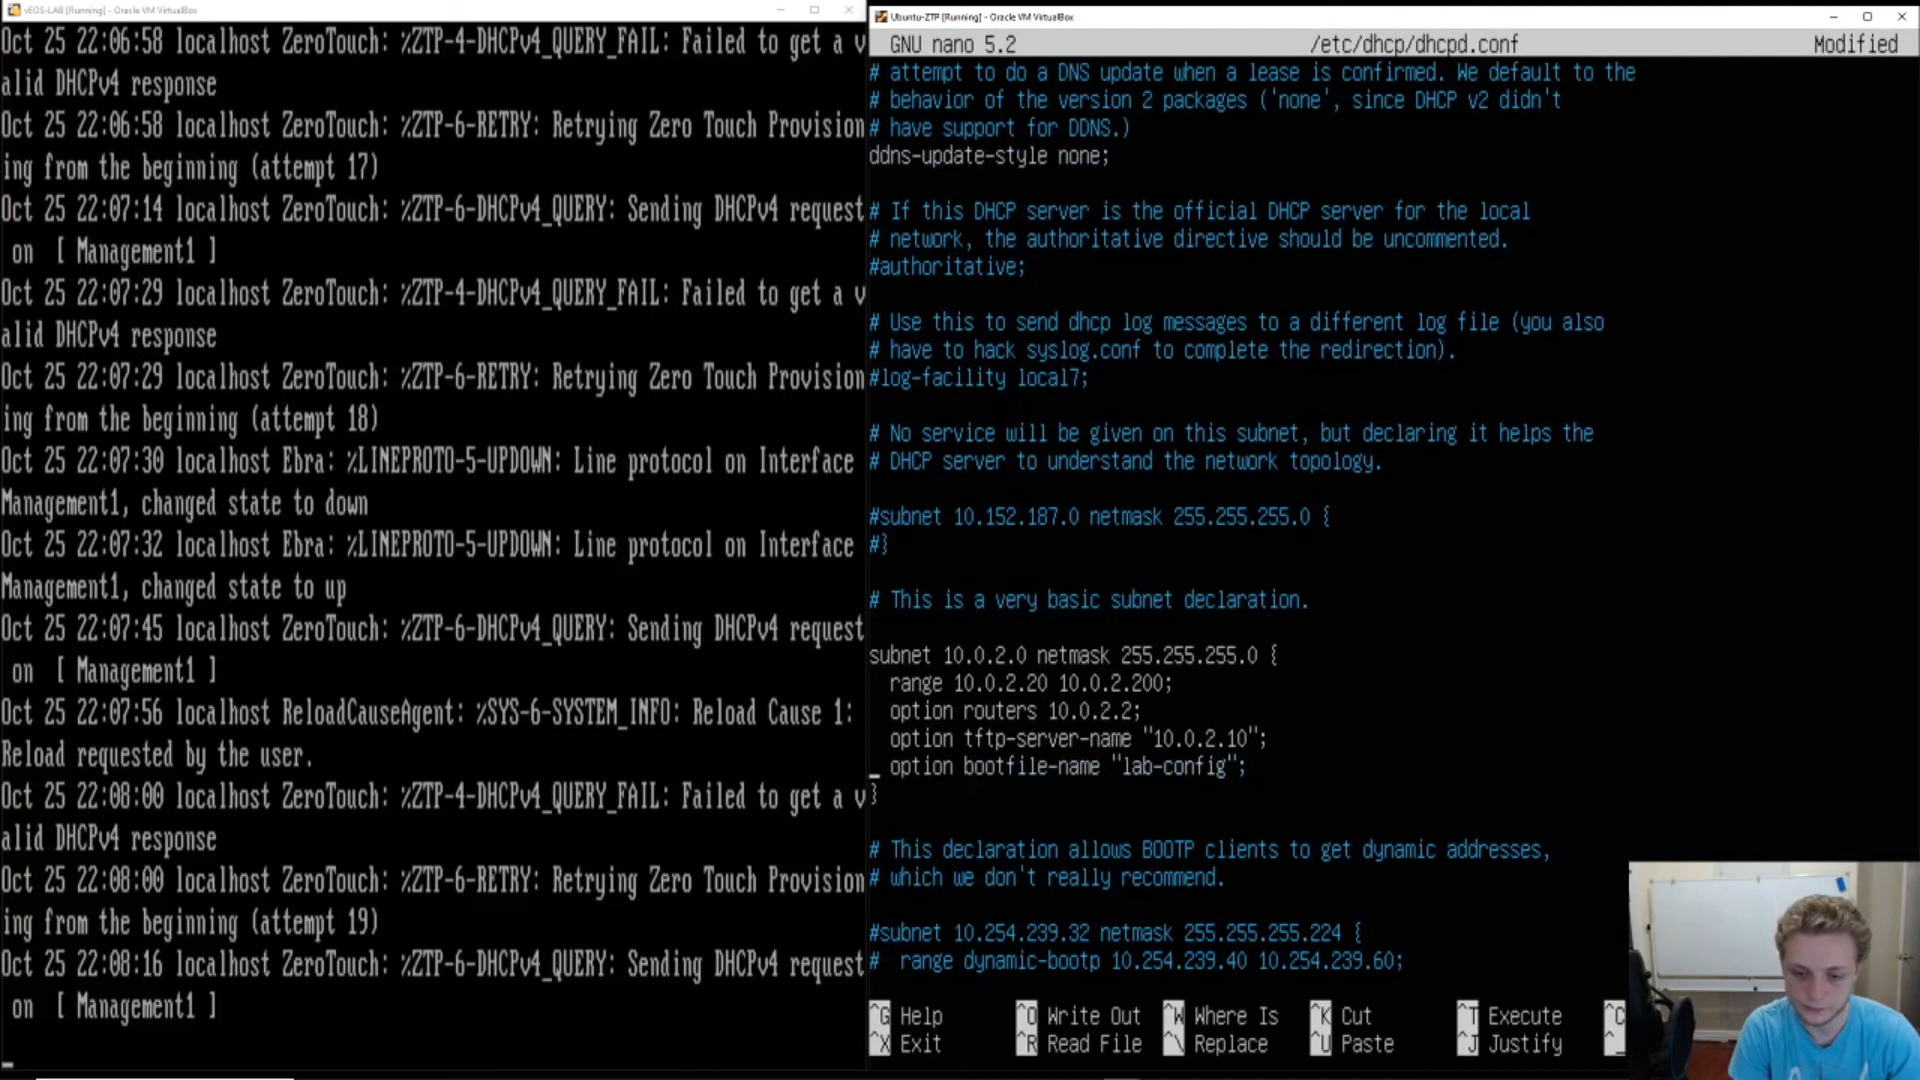 vEOS-LAB [Running] - Oracle VM VirtualBox
Oct 25 22:06:58 localhost ZeroTouch: %ZTP-4-DHCPv4_QUERY_FAIL: Failed to get a v
alid DHCPv4 response
Oct 25 22:06:58 localhost ZeroTouch: %ZTP-6-RETRY: Retrying Zero Touch Provision
ing from the beginning (attempt 17)
Oct 25 22:07:14 localhost ZeroTouch: %ZTP-6-DHCPv4_QUERY: Sending DHCPv4 request
on  [ Management1 ]
Oct 25 22:07:29 localhost ZeroTouch: %ZTP-4-DHCPv4_QUERY_FAIL: Failed to get a v
alid DHCPv4 response
Oct 25 22:07:29 localhost ZeroTouch: %ZTP-6-RETRY: Retrying Zero Touch Provision
ing from the beginning (attempt 18)
Oct 25 22:07:30 localhost Ebra: %LINEPROTO-5-UPDOWN: Line protocol on Interface
Management1, changed state to down
Oct 25 22:07:32 localhost Ebra: %LINEPROTO-5-UPDOWN: Line protocol on Interface
Management1, changed state to up
Oct 25 22:07:45 localhost ZeroTouch: %ZTP-6-DHCPv4_QUERY: Sending DHCPv4 request
on  [ Management1 ]
Oct 25 22:07:56 localhost ReloadCauseAgent: %SYS-6-SYSTEM_INFO: Reload Cause 1:
Reload requested by the user.
Oct 25 22:08:00 localhost ZeroTouch: %ZTP-4-DHCPv4_QUERY_FAIL: Failed to get a v
alid DHCPv4 response
Oct 25 22:08:00 localhost ZeroTouch: %ZTP-6-RETRY: Retrying Zero Touch Provision
ing from the beginning (attempt 19)
Oct 25 22:08:16 localhost ZeroTouch: %ZTP-6-DHCPv4_QUERY: Sending DHCPv4 request
on  [ Management1 ]
Ubuntu-ZTP [Running] - Oracle VM VirtualBox
GNU nano 5.2 /etc/dhcp/dhcpd.conf Modified
# attempt to do a DNS update when a lease is confirmed. We default to the
# behavior of the version 2 packages ('none', since DHCP v2 didn't
# have support for DDNS.)
ddns-update-style none;
# If this DHCP server is the official DHCP server for the local
# network, the authoritative directive should be uncommented.
#authoritative;
# Use this to send dhcp log messages to a different log file (you also
# have to hack syslog.conf to complete the redirection).
#log-facility local7;
# No service will be given on this subnet, but declaring it helps the
# DHCP server to understand the network topology.
#subnet 10.152.187.0 netmask 255.255.255.0 {
#}
# This is a very basic subnet declaration.
subnet 10.0.2.0 netmask 255.255.255.0 {
range 10.0.2.20 10.0.2.200;
option routers 10.0.2.2;
option tftp-server-name "10.0.2.10";
option bootfile-name "lab-config";
}
# This declaration allows BOOTP clients to get dynamic addresses,
# which we don't really recommend.
#subnet 10.254.239.32 netmask 255.255.255.224 {
#  range dynamic-bootp 10.254.239.40 10.254.239.60;
^G Help ^O Write Out ^W Where Is ^K Cut ^T Execute ^C
^X Exit ^R Read File ^\ Replace ^U Paste ^J Justify ^_